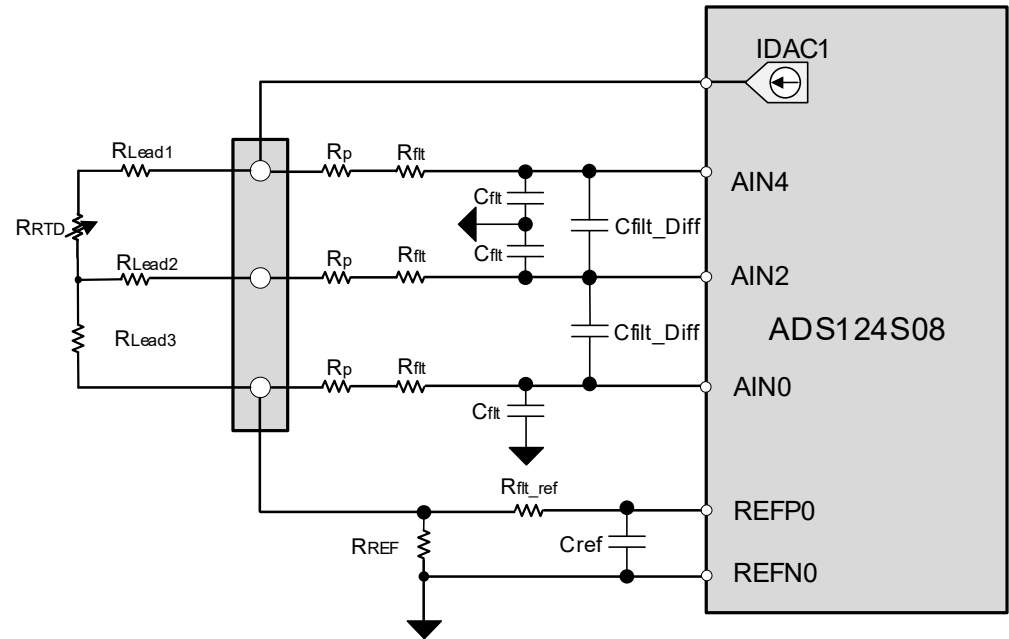 IDAC1
RLead1
Rp
Rflt
AIN4
Cflt
Cfilt_Diff
RRTD
Cflt
RLead2
Rp
Rflt
AIN2
ADS124S08
RLead3
Cfilt_Diff
Rp
Rflt
AIN0
Cflt
Rflt_ref
REFP0
RREF
Cref
REFN0